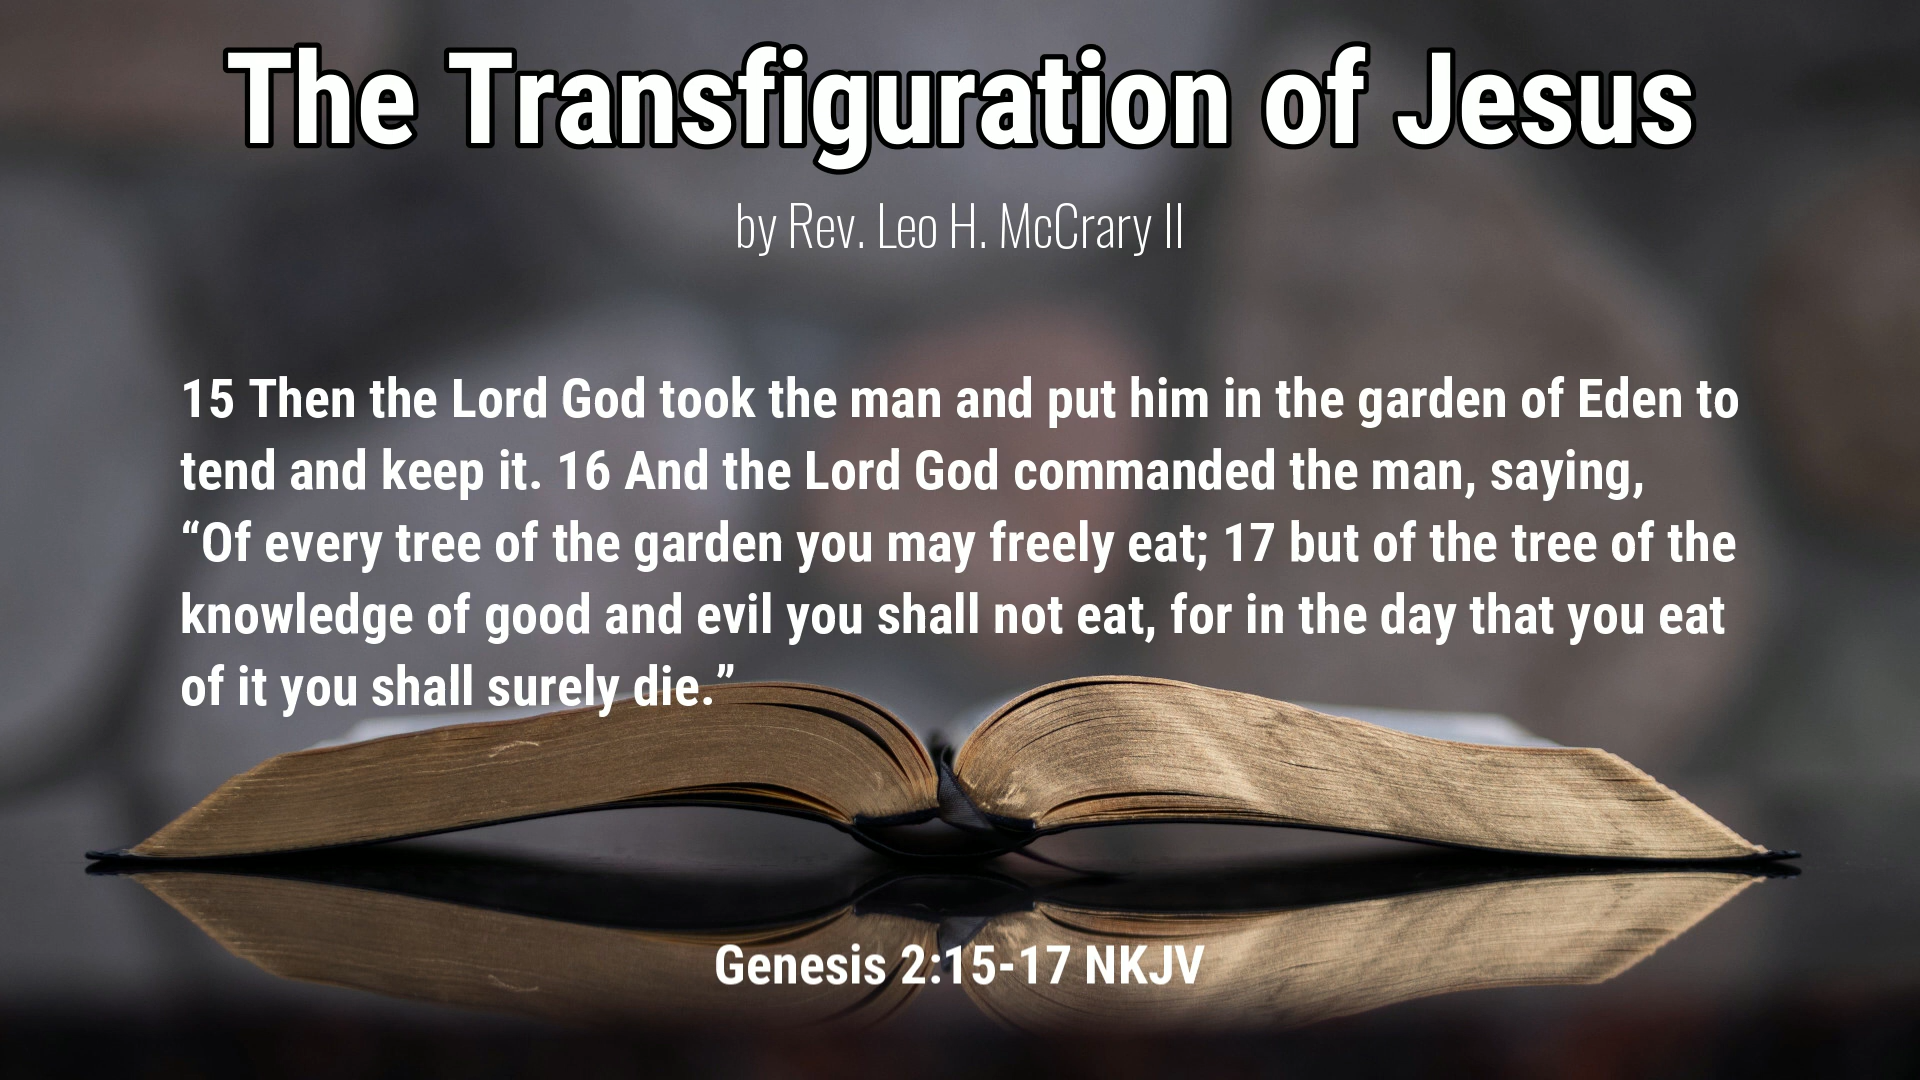 The Transfiguration of Jesus
by Rev. Leo H. McCrary II
15 Then the Lord God took the man and put him in the garden of Eden to
tend and keep it. 16 And the Lord God commanded the man, saying,
“Of every tree of the garden you may freely eat; 17 but of the tree of the
knowledge of good and evil you shall not eat, for in the day that you eat
of it you shall surely die.”
Genesis 2:15-17 NKJV